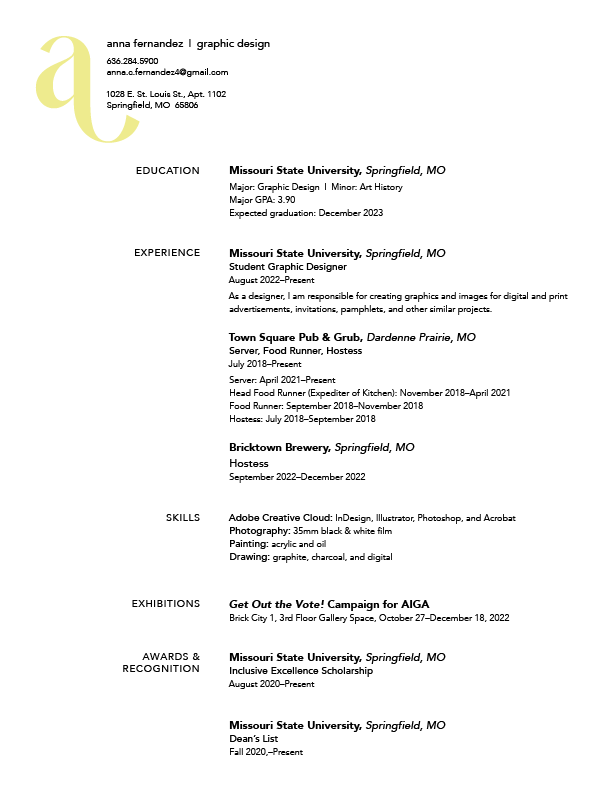 a
anna fernandez | graphic design
636.284.5900
anna.c.fernandez4@gmail.com
1028 E. St. Louis St., Apt. 1102
Springfield, MO 65806
EDUCATION
Missouri State University, Springfield, MO
Major: Graphic Design | Minor: Art History
Major GPA: 3.90
Expected graduation: December 2023
EXPERIENCE
Missouri State University, Springfield, MO
Student Graphic Designer
August 2022–Present
As a designer, I am responsible for creating graphics and images for digital and print
advertisements, invitations, pamphlets, and other similar projects.
Town Square Pub & Grub, Dardenne Prairie, MO
Server, Food Runner, Hostess
July 2018–Present
Server: April 2021–Present
Head Food Runner (Expediter of Kitchen): November 2018–April 2021
Food Runner: September 2018–November 2018
Hostess: July 2018–September 2018
Bricktown Brewery, Springfield, MO
Hostess
September 2022–December 2022
SKILLS
Adobe Creative Cloud: InDesign, Illustrator, Photoshop, and Acrobat
Photography: 35mm black & white film
Painting: acrylic and oil
Drawing: graphite, charcoal, and digital
EXHIBITIONS
Get Out the Vote! Campaign for AIGA
Brick City 1, 3rd Floor Gallery Space, October 27–December 18, 2022
AWARDS &
RECOGNITION
Missouri State University, Springfield, MO
Inclusive Excellence Scholarship
August 2020–Present
Missouri State University, Springfield, MO
Dean's List
Fall 2020,–Present